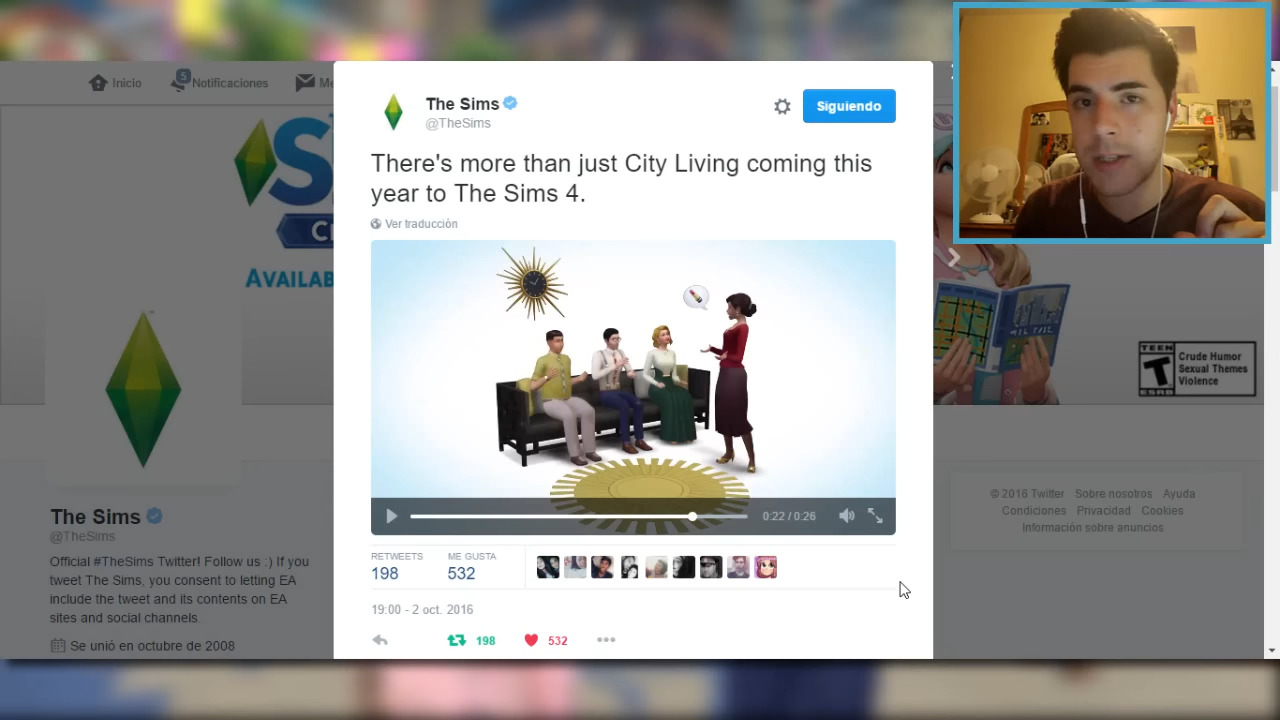 Inicio
5
Notificaciones
Me
The Sims
@TheSims
Siguiendo
There's more than just City Living coming this
year to The Sims 4.
Ver traducción
0:22 / 0:26
RETWEETS
198
ME GUSTA
532
19:00 - 2 oct. 2016
198
532
S
CI
AVAILAB
The Sims
@TheSims
Official #TheSims Twitter! Follow us :) If you
tweet The Sims, you consent to letting EA
include the tweet and its contents on EA
sites and social channels.
Se unió en octubre de 2008
TEEN
T
ESRB
Crude Humor
Sexual Themes
Violence
© 2016 Twitter Sobre nosotros Ayuda
Condiciones Privacidad Cookies
Información sobre anuncios